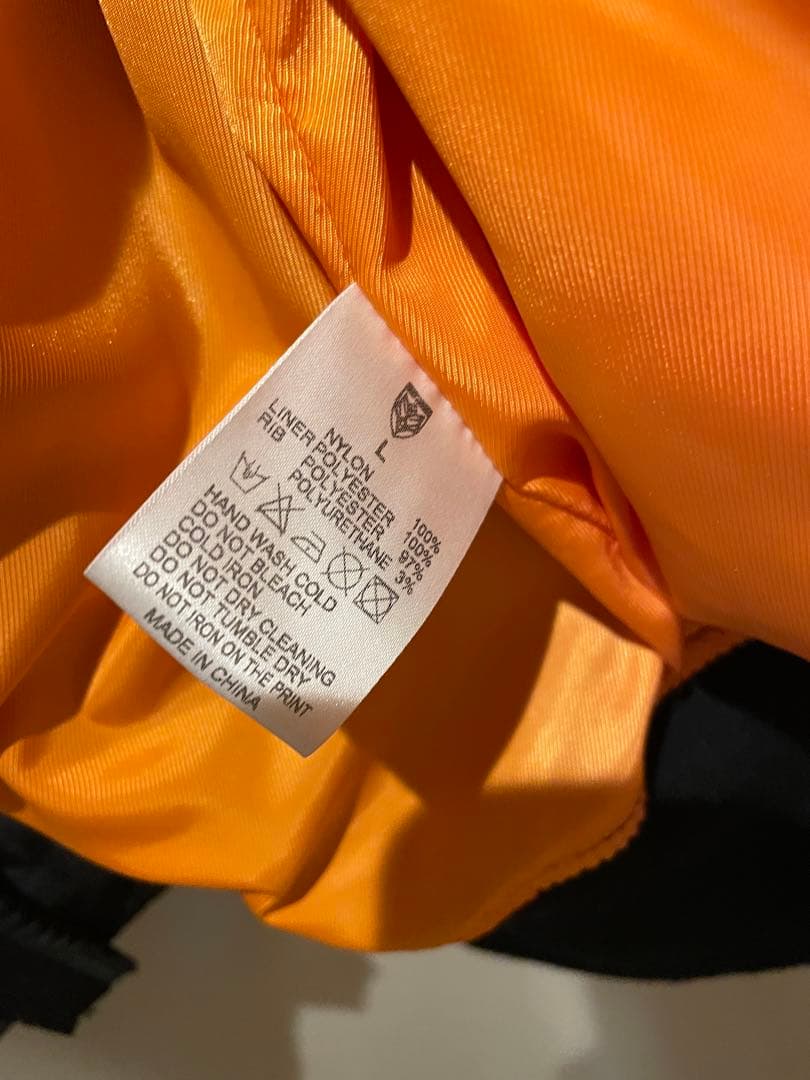 L
NYLON 100%
LINER POLYESTER 100%
RIB POLYESTER 97%
POLYURETHANE 3%
HAND WASH COLD
DO NOT BLEACH
COLD IRON
DO NOT DRY CLEANING
DO NOT TUMBLE DRY
DO NOT IRON ON THE PRINT
MADE IN CHINA